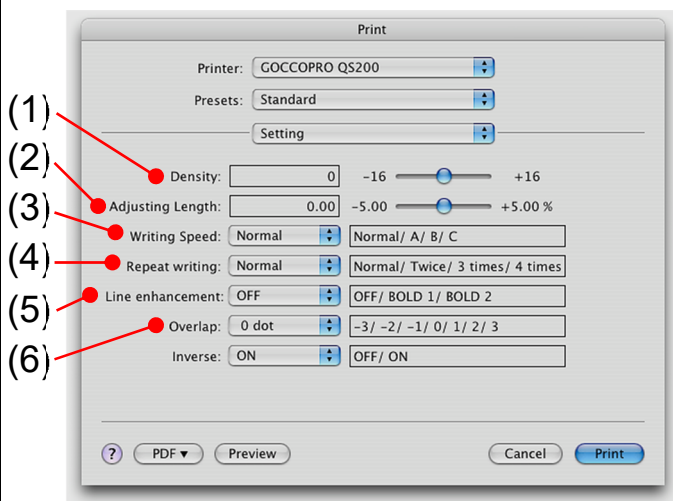 Print
Printer: GOCCOPRO QS200
Presets: Standard
Setting
(1) Density: 0 -16 +16
(2) Adjusting Length: 0.00 -5.00 +5.00 %
(3) Writing Speed: Normal Normal/ A/ B/ C
(4) Repeat writing: Normal Normal/ Twice/ 3 times/ 4 times
(5) Line enhancement: OFF OFF/ BOLD 1/ BOLD 2
(6) Overlap: 0 dot -3/ -2/ -1/ 0/ 1/ 2/ 3
Inverse: ON OFF/ ON
? PDF ▼ Preview Cancel Print